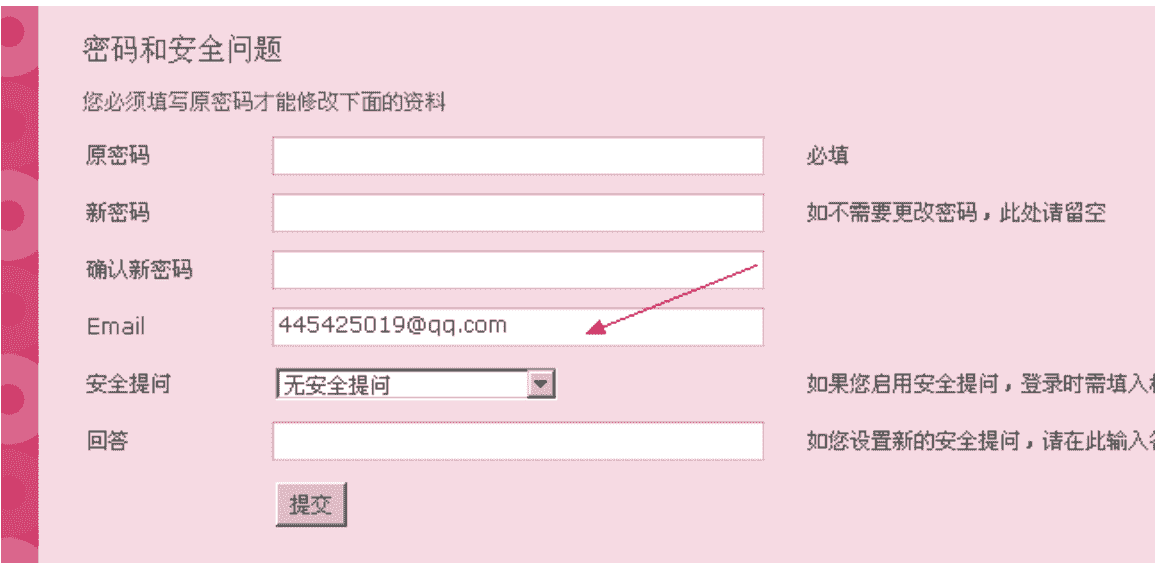 密码和安全问题
您必须填写原密码才能修改下面的资料
原密码 必填
新密码 如不需要更改密码，此处请留空
确认新密码
Email 445425019@qq.com
安全提问 无安全提问 如果您启用安全提问，登录时需填入
回答 如您设置新的安全提问，请在此输入
提交